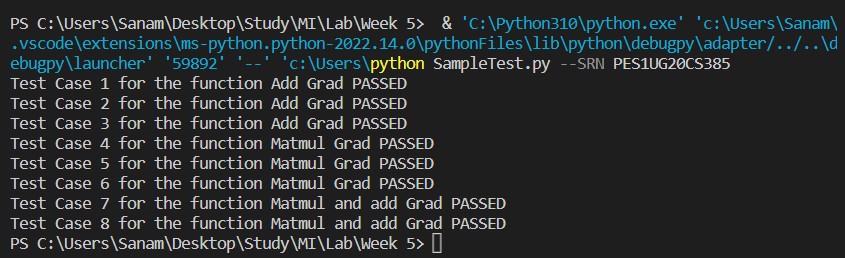 PS C:\Users\Sanam\Desktop\Study\MI\Lab\Week 5>  & 'C:\Python310\python.exe' 'c:\Users\Sanam\
.vscode\extensions\ms-python.python-2022.14.0\pythonFiles\lib\python\debugpy\adapter/../..\d
ebugpy\launcher' '59892' '--' 'c:\Users\python SampleTest.py --SRN PES1UG20CS385
Test Case 1 for the function Add Grad PASSED
Test Case 2 for the function Add Grad PASSED
Test Case 3 for the function Add Grad PASSED
Test Case 4 for the function Matmul Grad PASSED
Test Case 5 for the function Matmul Grad PASSED
Test Case 6 for the function Matmul Grad PASSED
Test Case 7 for the function Matmul and add Grad PASSED
Test Case 8 for the function Matmul and add Grad PASSED
PS C:\Users\Sanam\Desktop\Study\MI\Lab\Week 5>